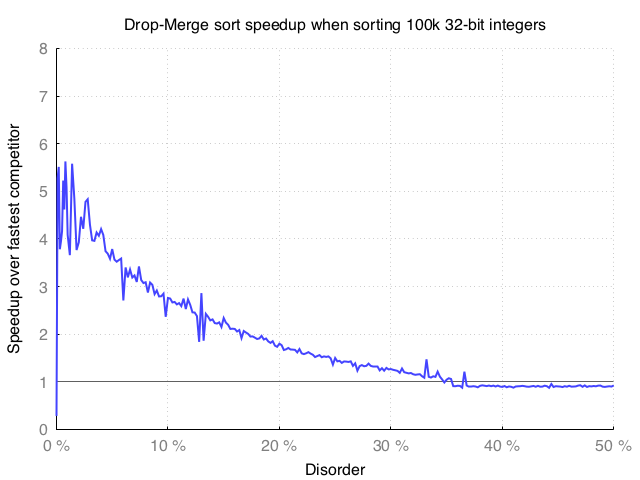 Drop-Merge sort speedup when sorting 100k 32-bit integers
8
7
6
5
4
3
2
1
0
Speedup over fastest competitor
0 % 10 % 20 % 30 % 40 % 50 %
Disorder